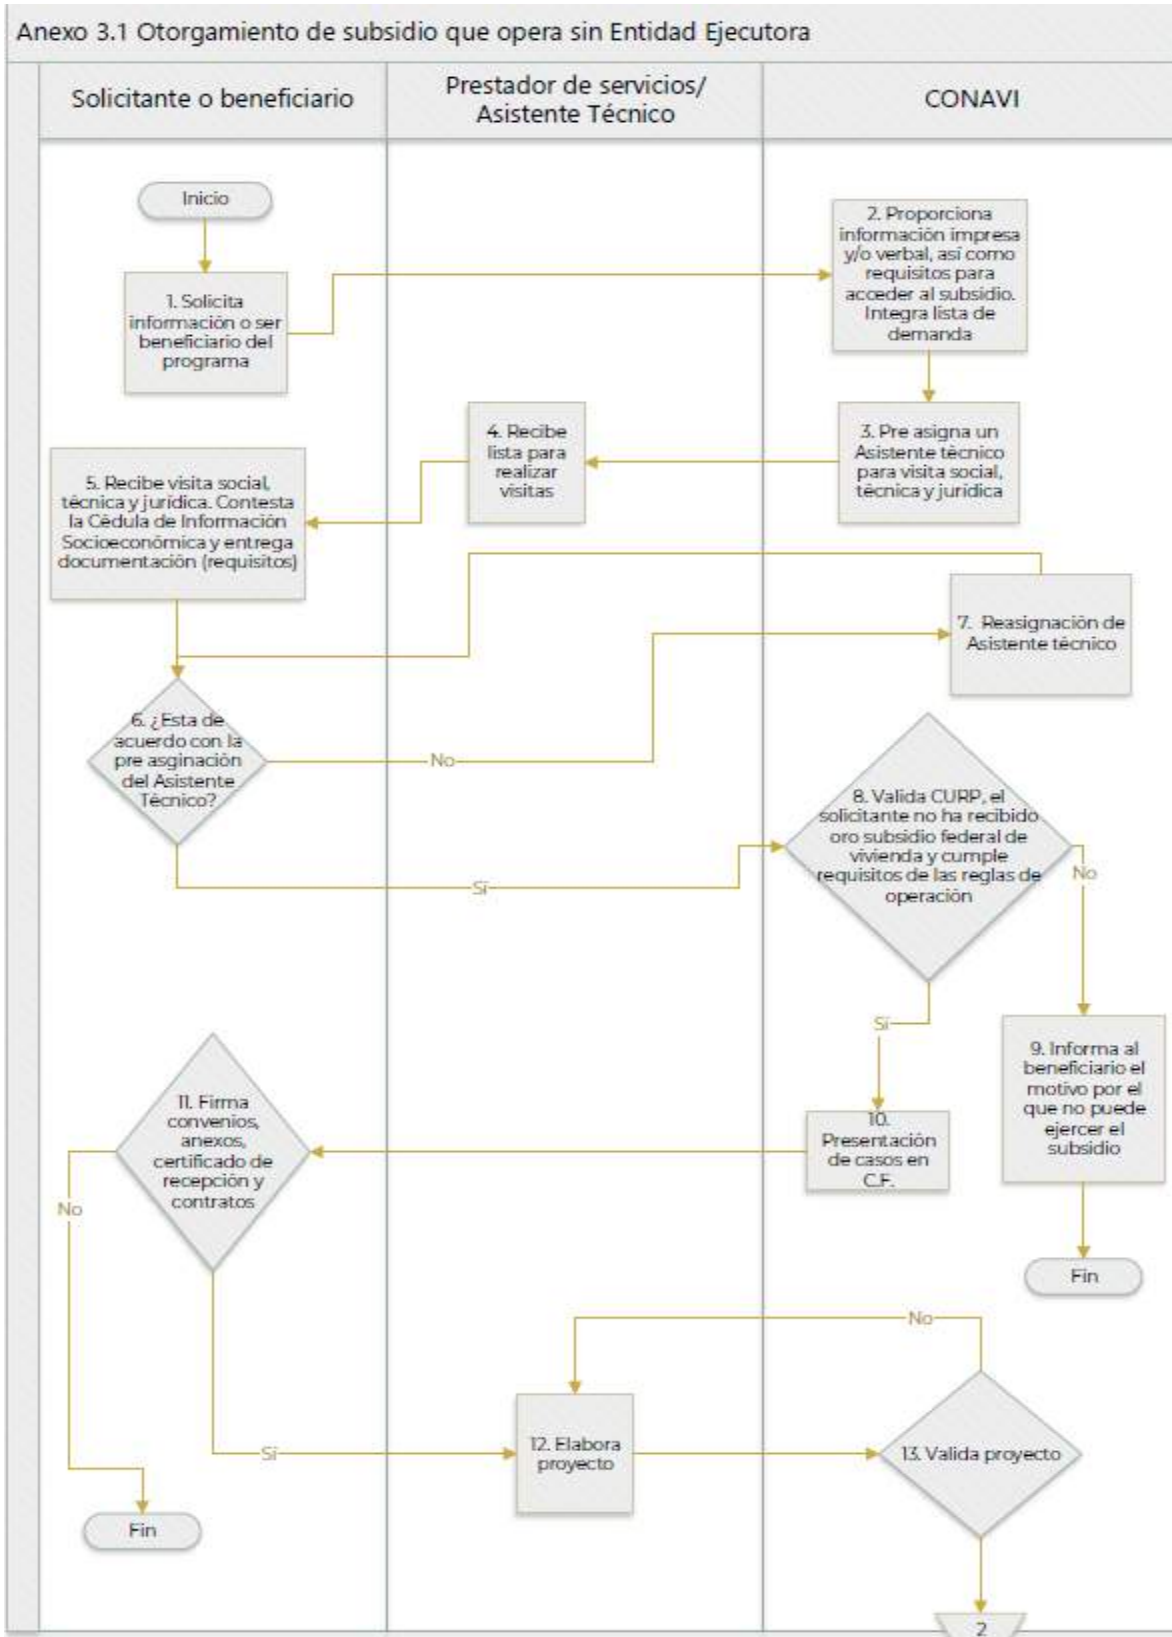 Anexo 3.1 Otorgamiento de subsidio que opera sin Entidad Ejecutora
Solicitante o beneficiario
Prestador de servicios/
Asistente Técnico
CONAVI
Inicio
1. Solicita
información o ser
beneficiario del
programa
2. Proporciona
información impresa
y/o verbal, así como
requisitos para
acceder al subsidio.
Integra lista de
demanda
3. Pre asigna un
Asistente técnico
para visita social,
técnica y jurídica
4. Recibe
lista para
realizar
visitas
5. Recibe visita social,
técnica y jurídica. Contesta
la Cédula de Información
Socioeconómica y entrega
documentación (requisitos)
6. ¿Esta de
acuerdo con la
pre asginación
del Asistente
Técnico?
No
7. Reasignación de
Asistente técnico
Sí
8. Valida CURP, el
solicitante no ha recibido
oro subsidio federal de
vivienda y cumple
requisitos de las reglas de
operación
No
Sí
9. Informa al
beneficiario el
motivo por el
que no puede
ejercer el
subsidio
Fin
10.
Presentación
de casos en
C.F.
11. Firma
convenios,
anexos,
certificado de
recepción y
contratos
No
Fin
Sí
12. Elabora
proyecto
13. Valida proyecto
No
2